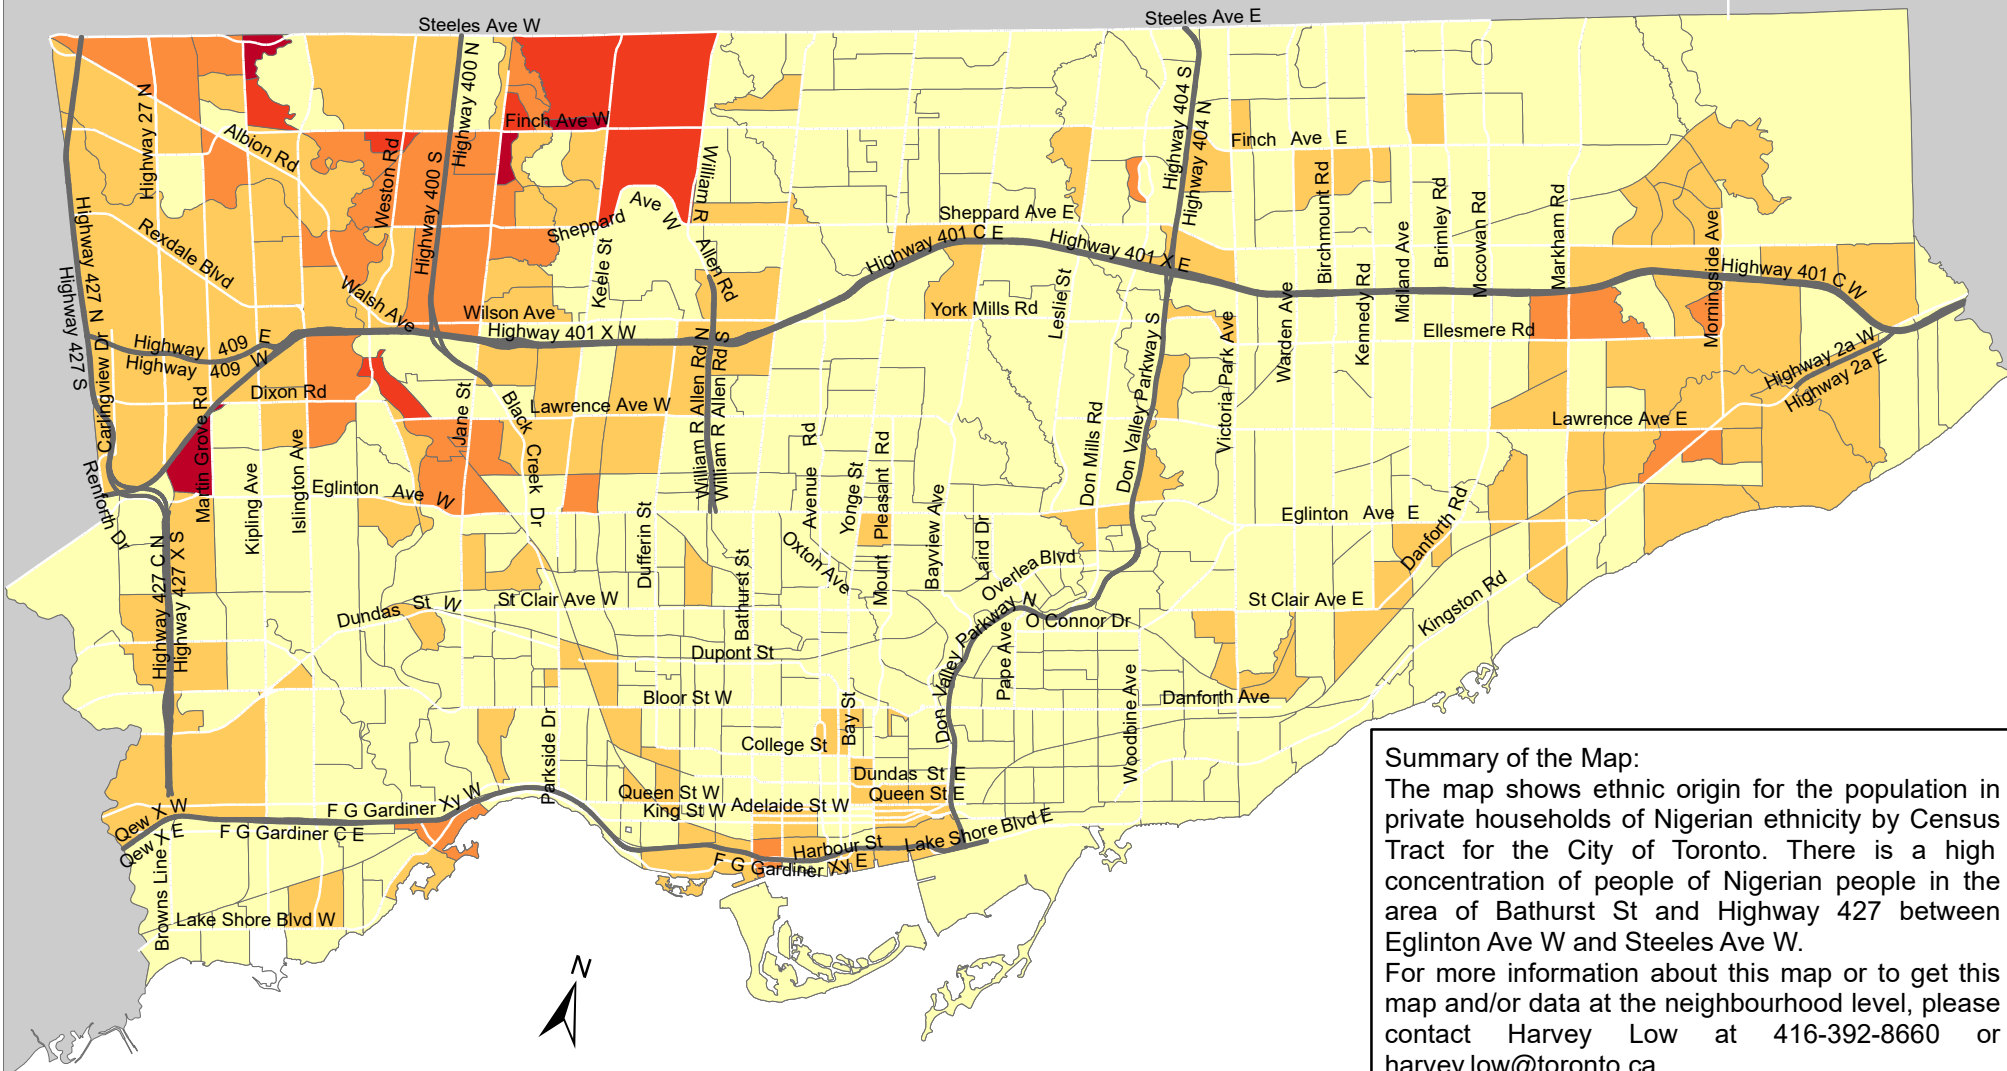 Steeles Ave W
Steeles Ave E
Highway 400 N
Highway 404 S
Highway 27 N
Highway 404 N
Finch Ave W
Finch Ave E
Albion Rd
Weston Rd
Highway 400 S
William R
Allen Rd
Highway 427 N
Highway 427 S
Rexdale Blvd
Sheppard
Ave W
Sheppard Ave E
Birchmount Rd
Brimley Rd
Mccowan Rd
Markham Rd
Midland Ave
Kennedy Rd
Morningside Ave
Keele St
Highway 401 C E
Highway 401 X E
Highway 401 C W
Walsh Ave
Wilson Ave
Highway 401 X W
York Mills Rd
Leslie St
Ellesmere Rd
Warden Ave
Victoria Park Ave
Highway 409 E
Highway 409 W
Carlingview Dr
Martin Grove Rd
Dixon Rd
Highway 2a W
Highway 2a E
Jane St
Black Creek Dr
Lawrence Ave W
William R Allen Rd N
William R Allen Rd S
Lawrence Ave E
Don Mills Rd
Don Valley Parkway S
Avenue Rd
Yonge St
Mount Pleasant Rd
Bayview Ave
Laird Dr
Renforth Dr
Kipling Ave
Islington Ave
Eglinton Ave W
Eglinton Ave E
Danforth Rd
Dufferin St
Bathurst St
Oxton Ave
Overlea Blvd
Highway 427 C N
Highway 427 X S
Dundas St W
St Clair Ave W
St Clair Ave E
Kingston Rd
Don Valley Parkway N
O Connor Dr
Pape Ave
Dupont St
Bloor St W
Danforth Ave
Woodbine Ave
Bay St
Parkside Dr
College St
Dundas St E
Queen St W
Queen St E
King St W
Adelaide St W
F G Gardiner Xy W
F G Gardiner C E
Qew X W
Qew X E
Harbour St
Lake Shore Blvd E
F G Gardiner Xy E
Browns Line
Lake Shore Blvd W
N
Summary of the Map:
The map shows ethnic origin for the population in
private households of Nigerian ethnicity by Census
Tract for the City of Toronto. There is a high
concentration of people of Nigerian people in the
area of Bathurst St and Highway 427 between
Eglinton Ave W and Steeles Ave W.
For more information about this map or to get this
map and/or data at the neighbourhood level, please
contact Harvey Low at 416-392-8660 or
harvey.low@toronto.ca